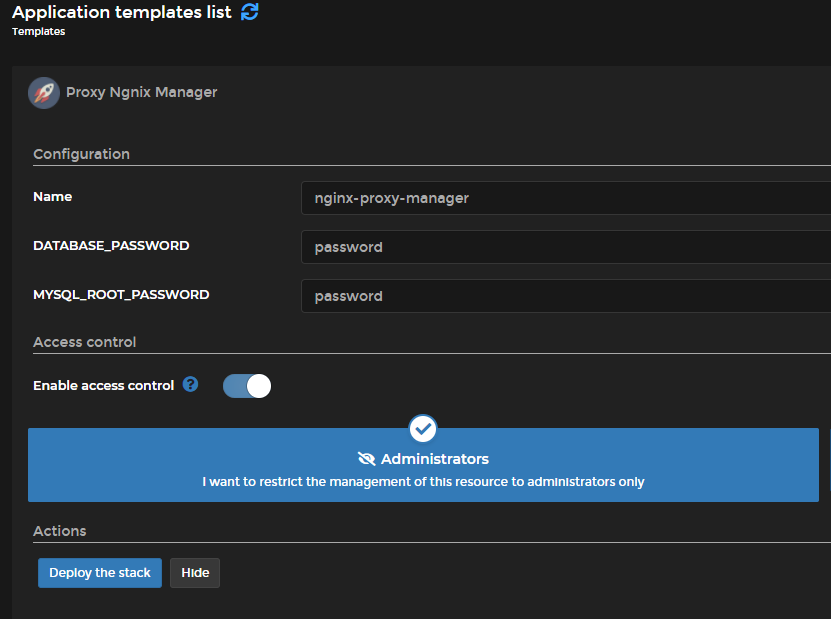 Application templates list
Templates
Proxy Ngnix Manager
Configuration
Name
nginx-proxy-manager
DATABASE_PASSWORD
password
MYSQL_ROOT_PASSWORD
password
Access control
Enable access control ?
Administrators
I want to restrict the management of this resource to administrators only
Actions
Deploy the stack Hide